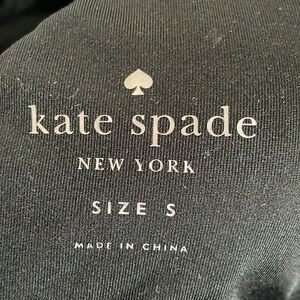 kate spade
NEW YORK
SIZE S
MADE IN CHINA